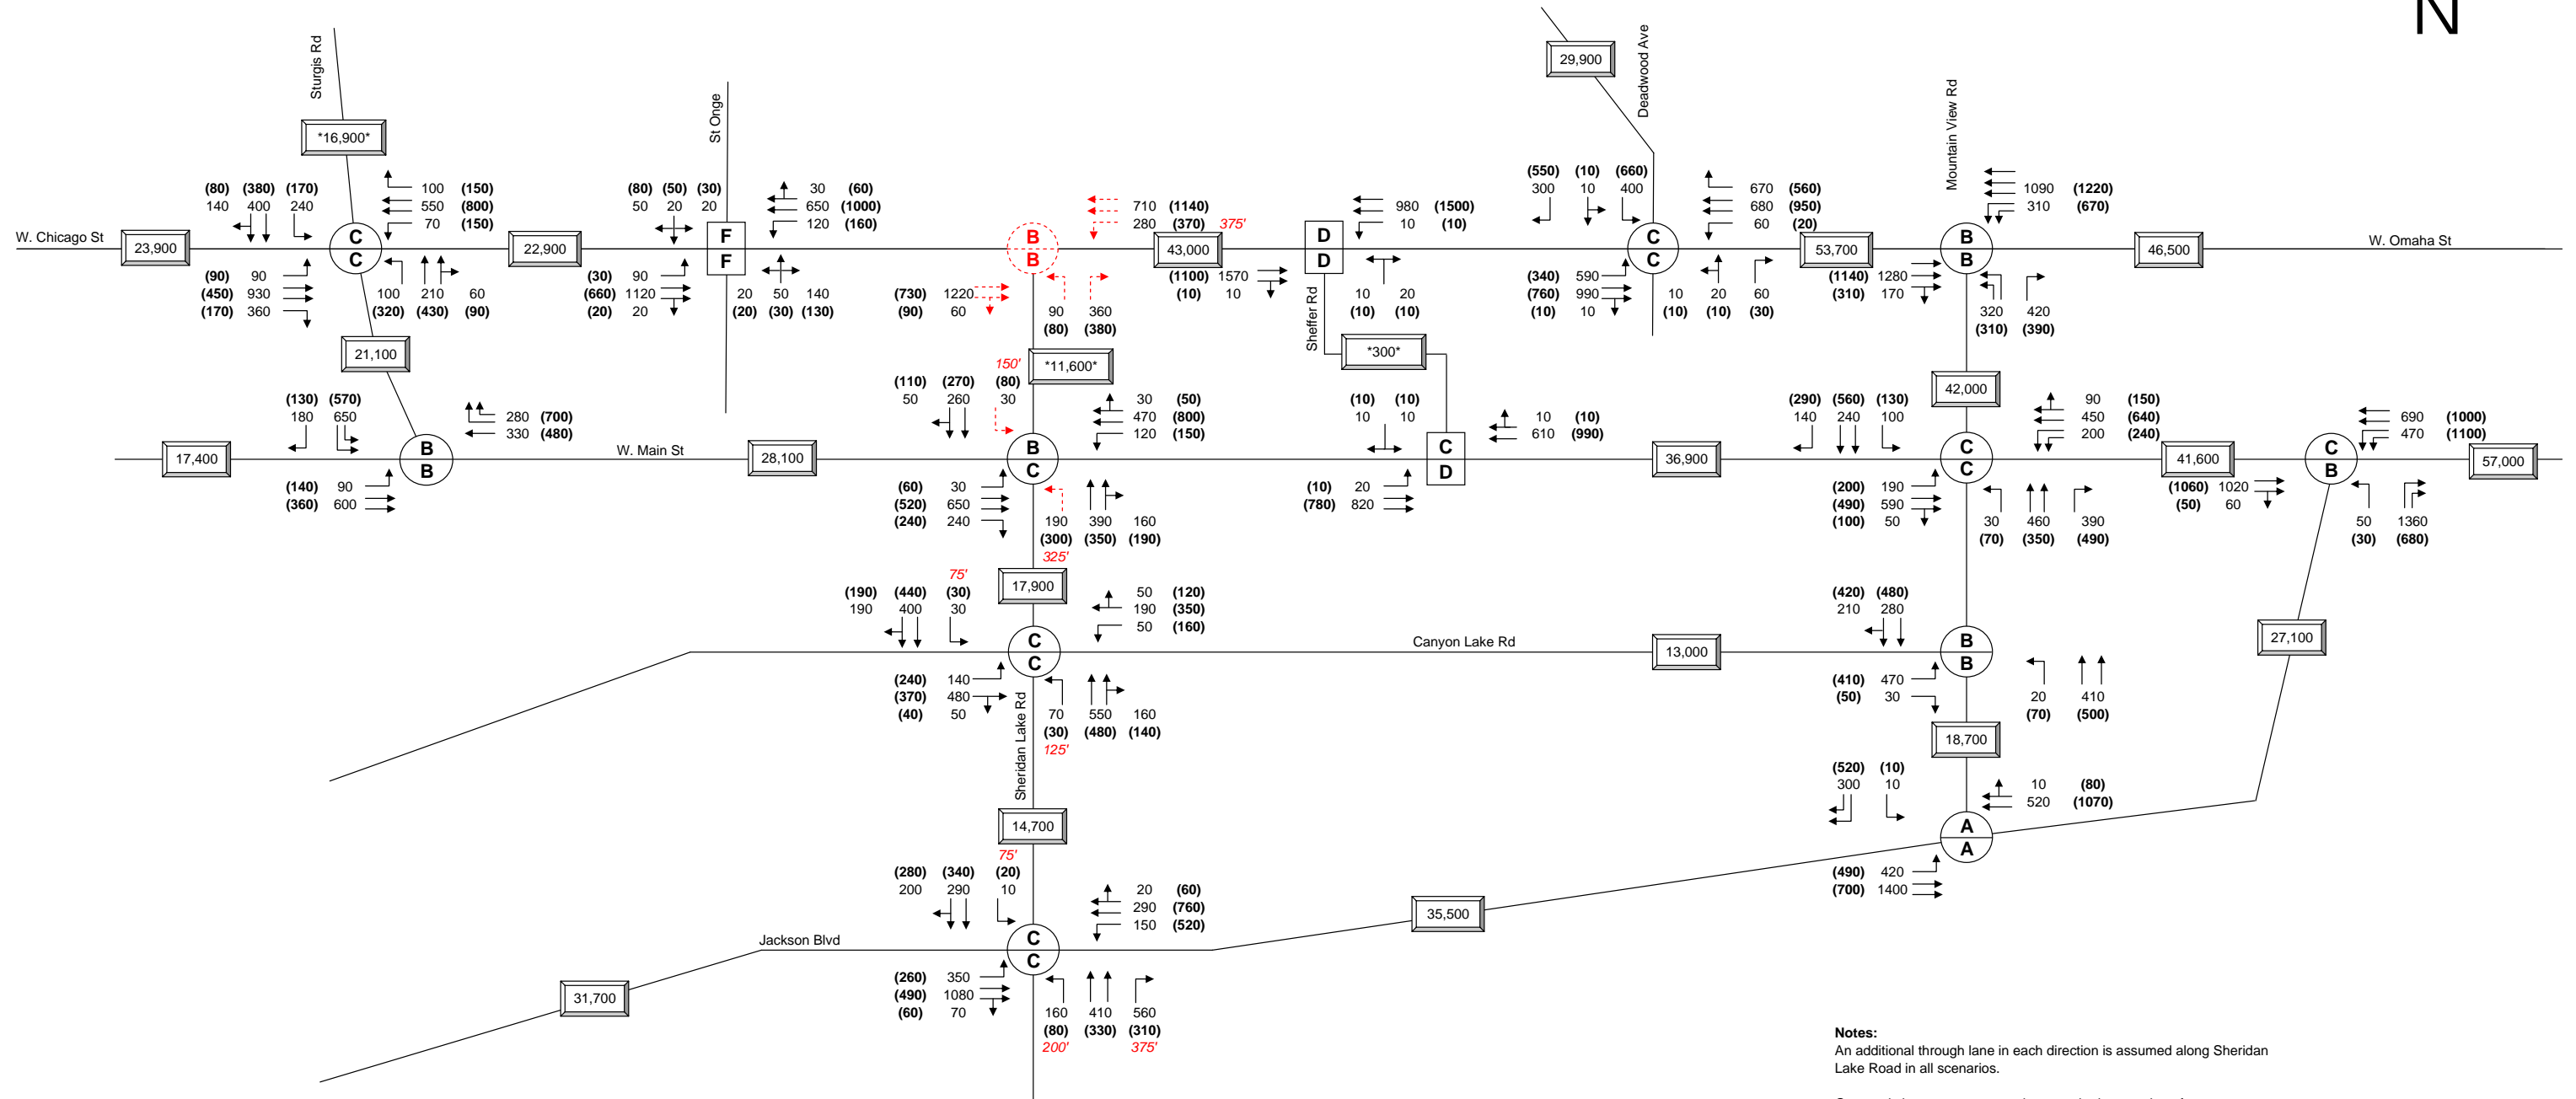 N
29,900
Sturgis Rd
St Onge
Deadwood Ave
Mountain View Rd
*16,900*
(80) (380) (170)
140 400 240
100 (150)
550 (800)
70 (150)
(80) (50) (30)
50 20 20
30 (60)
650 (1000)
120 (160)
710 (1140)
280 (370) 375'
980 (1500)
10 (10)
(550) (10) (660)
300 10 400
670 (560)
680 (950)
60 (20)
1090 (1220)
310 (670)
W. Chicago St
23,900
C
C
22,900
F
F
B
B
43,000
D
D
C
C
53,700
B
B
46,500
W. Omaha St
(90) 90
(450) 930
(170) 360
100 210 60
(320) (430) (90)
(30) 90
(660) 1120
(20) 20
20 50 140
(20) (30) (130)
(730) 1220
(90) 60
90 360
(80) (380)
(1100) 1570
(10) 10
10 20
(10) (10)
Sheffer Rd
(340) 590
(760) 990
(10) 10
10 20 60
(10) (10) (30)
(1140) 1280
(310) 170
320 420
(310) (390)
21,100
*11,600*
*300*
42,000
(130) (570)
180 650
280 (700)
330 (480)
150'
(110) (270) (80)
50 260 30
30 (50)
470 (800)
120 (150)
(10) (10)
10 10
10 (10)
610 (990)
(290) (560) (130)
140 240 100
90 (150)
450 (640)
200 (240)
690 (1000)
470 (1100)
17,400
B
B
W. Main St
28,100
B
C
C
D
36,900
C
C
41,600
C
B
57,000
(140) 90
(360) 600
(60) 30
(520) 650
(240) 240
190 390 160
(300) (350) (190)
325'
(10) 20
(780) 820
(200) 190
(490) 590
(100) 50
30 460 390
(70) (350) (490)
(1060) 1020
(50) 60
50 1360
(30) (680)
17,900
75'
(190) (440) (30)
190 400 30
50 (120)
190 (350)
50 (160)
(420) (480)
210 280
C
C
Canyon Lake Rd
13,000
B
B
27,100
(240) 140
(370) 480
(40) 50
70 550 160
(30) (480) (140)
125'
Sheridan Lake Rd
(410) 470
(50) 30
20 410
(70) (500)
18,700
(520) (10)
300 10
10 (80)
520 (1070)
14,700
A
A
(490) 420
(700) 1400
75'
(280) (340) (20)
200 290 10
20 (60)
290 (760)
150 (520)
35,500
Jackson Blvd
C
C
31,700
(260) 350
(490) 1080
(60) 70
160 410 560
(80) (330) (310)
200' 375'
Notes:
An additional through lane in each direction is assumed along Sheridan
Lake Road in all scenarios.